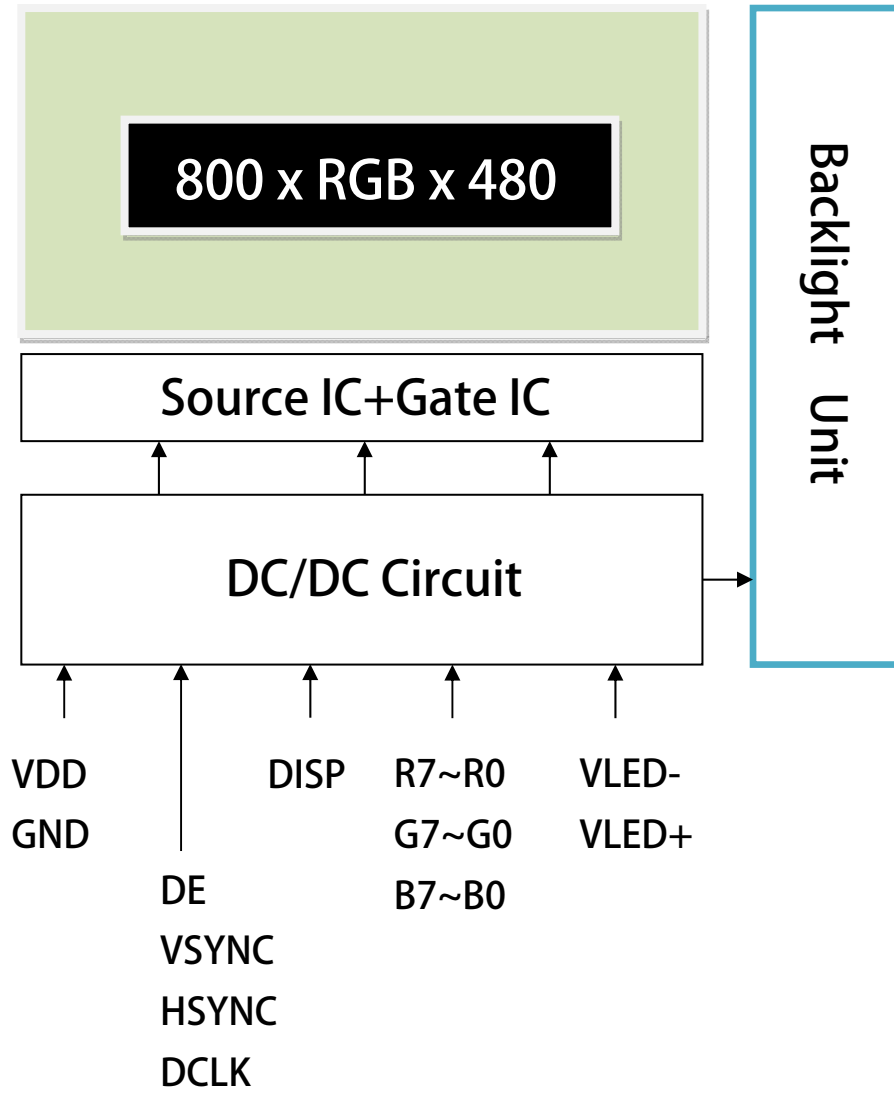 800 x RGB x 480
Backlight Unit
Source IC+Gate IC
DC/DC Circuit
VDD
GND
DE
VSYNC
HSYNC
DCLK
DISP
R7~R0
G7~G0
B7~B0
VLED-
VLED+